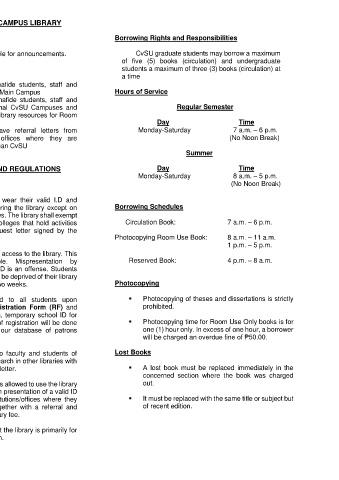 CAMPUS LIBRARY
le for announcements.
nafide students, staff and
Main Campus
nafide students, staff and
nal CvSU Campuses and
ibrary resources for Room
ave referral letters from
offices where they are
han CvSU
ND REGULATIONS
wear their valid I.D and
ring the library except on
es. The library shall exempt
olleges that hold activities
uest letter signed by the
access to the library. This
ble. Mispresentation by
ID is an offense. Students
be deprived of their library
wo weeks.
ed to all students upon
istration Form (RF) and
, temporary school ID for
of registration will be done
our database of patrons
o faculty and students of
earch in other libraries with
letter.
is allowed to use the library
n presentation of a valid ID
tutions/offices where they
gether with a referral and
ary fee.
t the library is primarily for
n.
Borrowing Rights and Responsibilities
CvSU graduate students may borrow a maximum
of five (5) books (circulation) and undergraduate
students a maximum of three (3) books (circulation) at
a time
Hours of Service
Regular Semester
Day Time
Monday-Saturday 7 a.m. – 6 p.m.
(No Noon Break)
Summer
Day Time
Monday-Saturday 8 a.m. – 5 p.m.
(No Noon Break)
Borrowing Schedules
Circulation Book: 7 a.m. – 6 p.m.
Photocopying Room Use Book: 8 a.m. – 11 a.m.
1 p.m. – 5 p.m.
Reserved Book: 4 p.m. – 8 a.m.
Photocopying
▪ Photocopying of theses and dissertations is strictly
prohibited.
▪ Photocopying time for Room Use Only books is for
one (1) hour only. In excess of one hour, a borrower
will be charged an overdue fine of ₱50.00.
Lost Books
▪ A lost book must be replaced immediately in the
concerned section where the book was charged
out.
▪ It must be replaced with the same title or subject but
of recent edition.